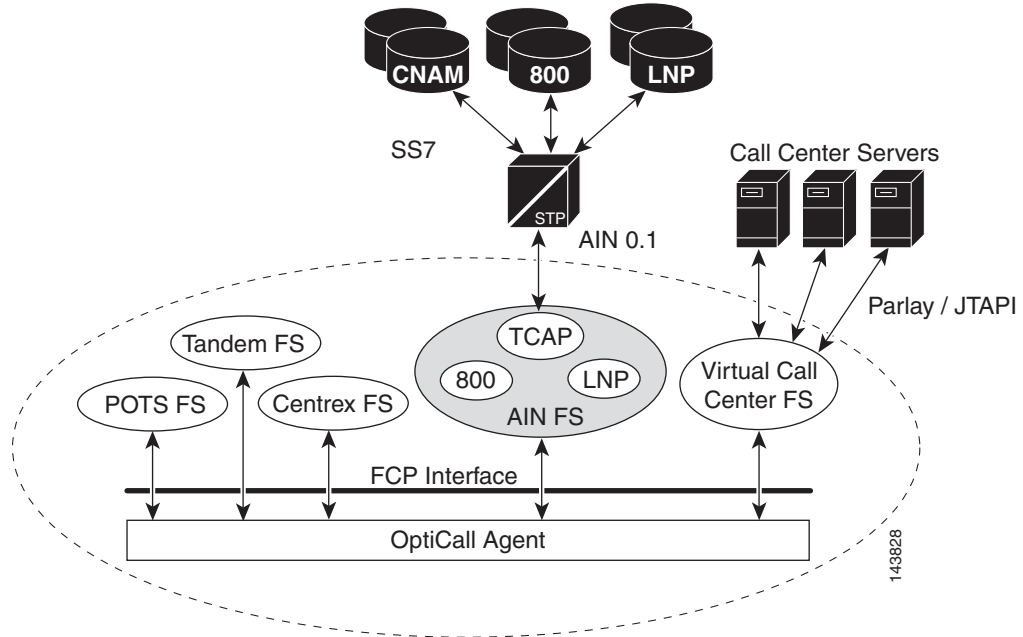 CNAM
800
LNP
SS7
STP
AIN 0.1
Call Center Servers
Parlay / JTAPI
Tandem FS
POTS FS
Centrex FS
TCAP
800
LNP
AIN FS
Virtual Call
Center FS
FCP Interface
OptiCall Agent
143828